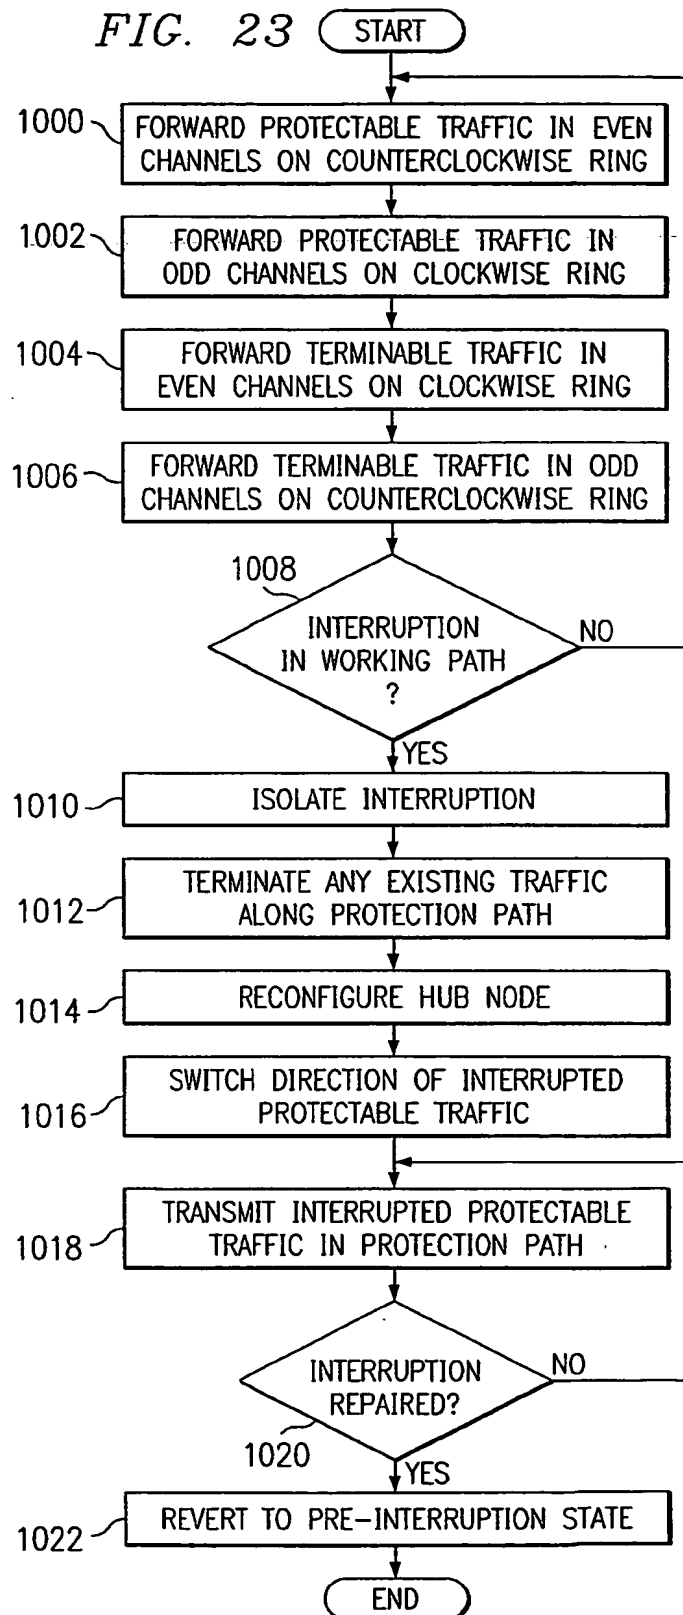 FIG. 23
START
1000
FORWARD PROTECTABLE TRAFFIC IN EVEN
CHANNELS ON COUNTERCLOCKWISE RING
1002
FORWARD PROTECTABLE TRAFFIC IN
ODD CHANNELS ON CLOCKWISE RING
1004
FORWARD TERMINABLE TRAFFIC IN
EVEN CHANNELS ON CLOCKWISE RING
1006
FORWARD TERMINABLE TRAFFIC IN ODD
CHANNELS ON COUNTERCLOCKWISE RING
1008
INTERRUPTION
IN WORKING PATH
?
NO
YES
1010
ISOLATE INTERRUPTION
1012
TERMINATE ANY EXISTING TRAFFIC
ALONG PROTECTION PATH
1014
RECONFIGURE HUB NODE
1016
SWITCH DIRECTION OF INTERRUPTED
PROTECTABLE TRAFFIC
1018
TRANSMIT INTERRUPTED PROTECTABLE
TRAFFIC IN PROTECTION PATH
INTERRUPTION
REPAIRED?
NO
1020
YES
1022
REVERT TO PRE-INTERRUPTION STATE
END